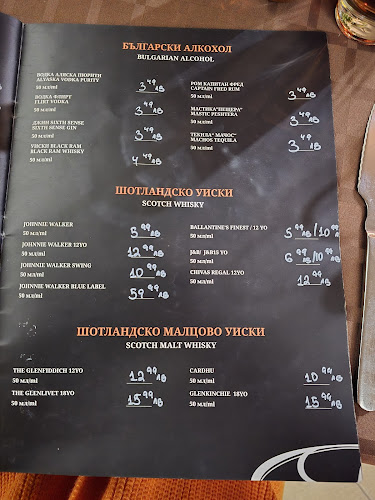 БЪЛГАРСКИ АЛКОХОЛ
BULGARIAN ALCOHOL
ВОДКА АЛЯСКА ПЮРИТИ
ALYASKA VODKA PURITY
50 мл/ml 3 49 лв
ВОДКА ФЛИРТ
FLIRT VODKA
50 мл/ml 3 49 лв
ДЖИН SIXTH SENSE
SIXTH SENSE GIN
50 мл/ml 3 49 лв
УИСКИ BLACK RAM
BLACK RAM WHISKY
50 мл/ml 4 49 лв
РОМ КАПИТАН ФРЕД
CAPTAIN FRED RUM
50 мл/ml 3 49 лв
МАСТИКА "ПЕЩЕРА"
MASTIC PESHTERA
50 мл/ml 3 49 лв
ТЕКИЛА" МАЧОС"
MACHOS TEQUILA
50 мл/ml 3 49 лв
ШОТЛАНДСКО УИСКИ
SCOTCH WHISKY
JOHNNIE WALKER
50 мл/ml 5 99 лв
JOHNNIE WALKER 12YO
50 мл/ml 12 99 лв
JOHNNIE WALKER SWING
50 мл/ml 10 99 лв
JOHNNIE WALKER BLUE LABEL
50 мл/ml 59 99 лв
BALLANTINE'S FINEST / 12 YO
50 мл/ml 5 99 лв/10 99 лв
J&B/ J&B15 YO
50 мл/ml 6 99 лв/10 99 лв
CHIVAS REGAL 12YO
50 мл/ml 12 99 лв
ШОТЛАНДСКО МАЛЦОВО УИСКИ
SCOTCH MALT WHISKY
THE GLENFIDDICH 12YO
50 мл/ml 12 99 лв
THE GLENLIVET 18YO
50 мл/ml 15 99 лв
CARDHU
50 мл/ml 10 99 лв
GLENKINCHIE 18YO
50 мл/ml 15 99 лв